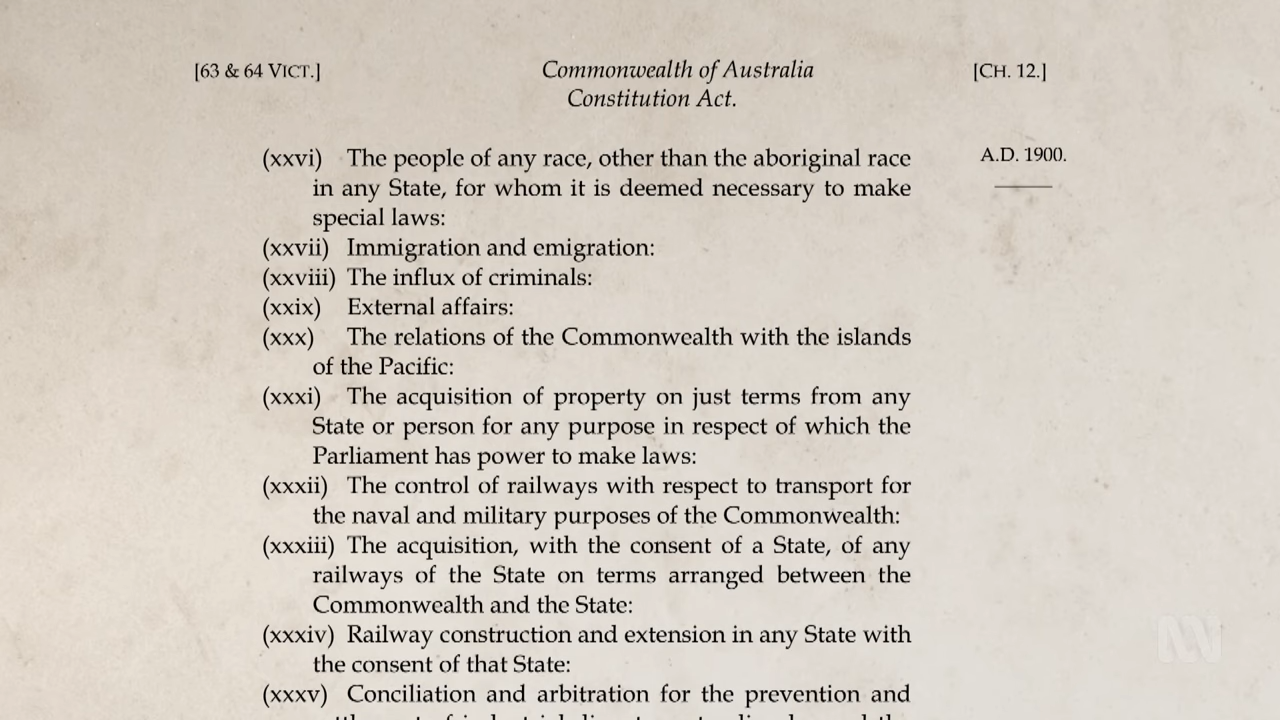 [63 & 64 VICT.]
Commonwealth of Australia
Constitution Act.
[CH. 12.]
A.D. 1900.
(xxvi) The people of any race, other than the aboriginal race
in any State, for whom it is deemed necessary to make
special laws:
(xxvii) Immigration and emigration:
(xxviii) The influx of criminals:
(xxix) External affairs:
(xxx) The relations of the Commonwealth with the islands
of the Pacific:
(xxxi) The acquisition of property on just terms from any
State or person for any purpose in respect of which the
Parliament has power to make laws:
(xxxii) The control of railways with respect to transport for
the naval and military purposes of the Commonwealth:
(xxxiii) The acquisition, with the consent of a State, of any
railways of the State on terms arranged between the
Commonwealth and the State:
(xxxiv) Railway construction and extension in any State with
the consent of that State:
(xxxv) Conciliation and arbitration for the prevention and